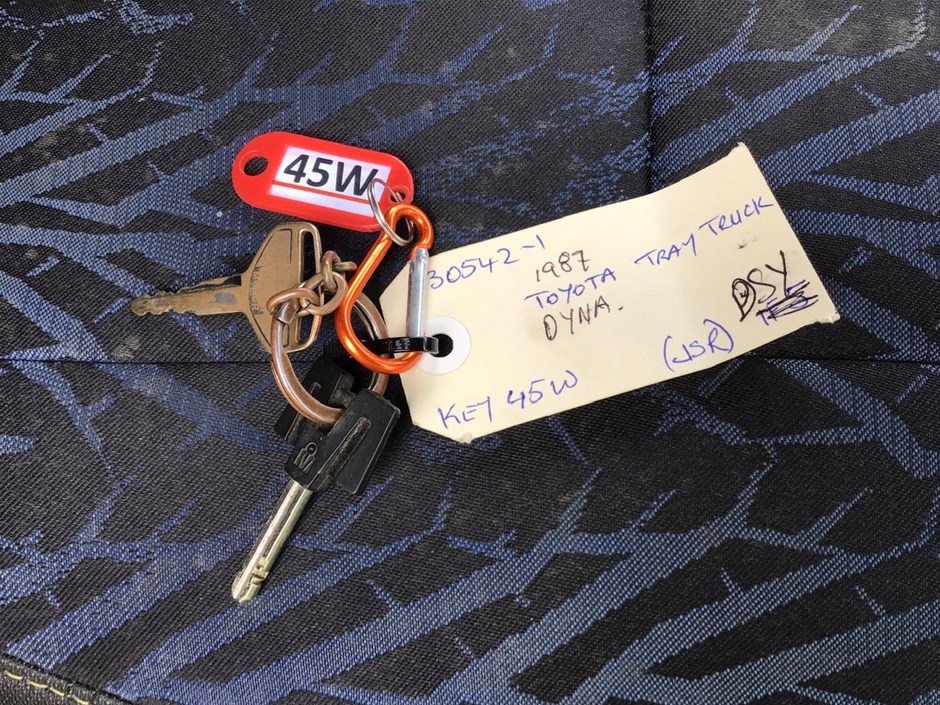 45W
30542-1
1987
TOYOTA TRAY TRUCK
DYNA.
DSY
KEY 45W
(JSR)